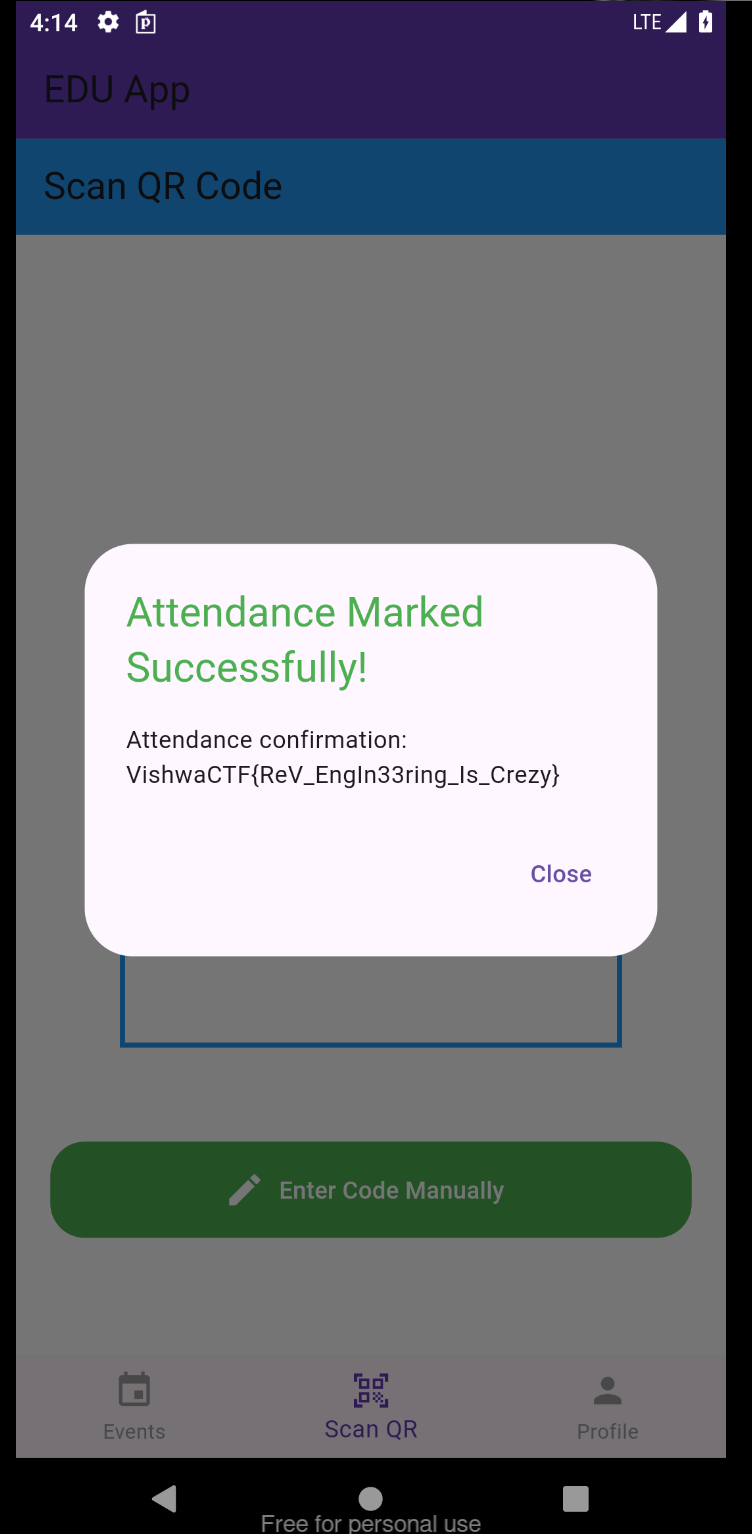 4:14 LTE
EDU App
Scan QR Code
Attendance Marked
Successfully!
Attendance confirmation:
VishwaCTF{ReV_EngIn33ring_Is_Crezy}
Close
Enter Code Manually
Events Scan QR Profile
Free for personal use